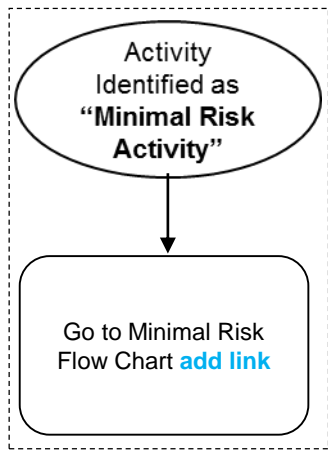 Activity
Identified as
“Minimal Risk
Activity”
Go to Minimal Risk
Flow Chart add link